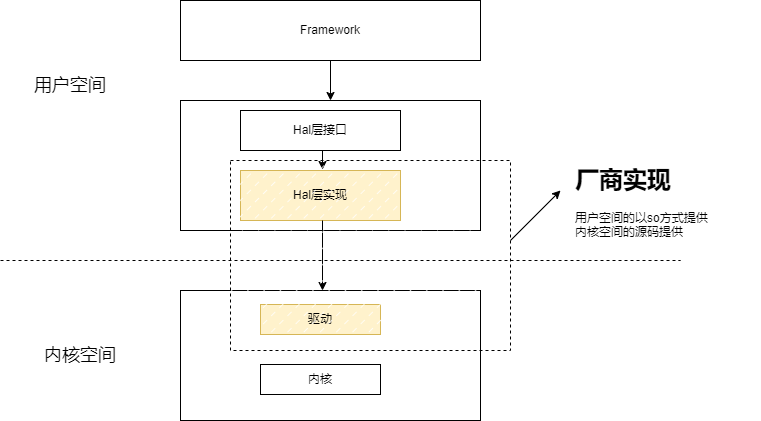 Framework
用户空间
Hal层接口
Hal层实现
厂商实现
用户空间的以so方式提供
内核空间的源码提供
驱动
内核空间
内核